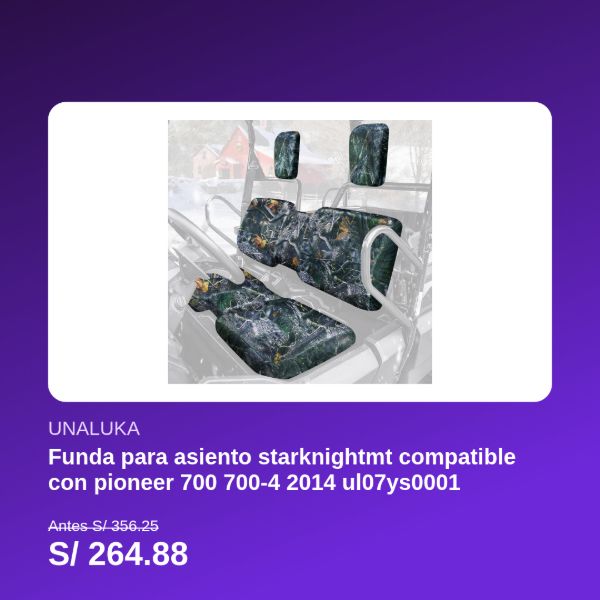 UNALUKA
Funda para asiento starknightmt compatible
con pioneer 700 700-4 2014 ul07ys0001
Antes S/ 356.25
S/ 264.88